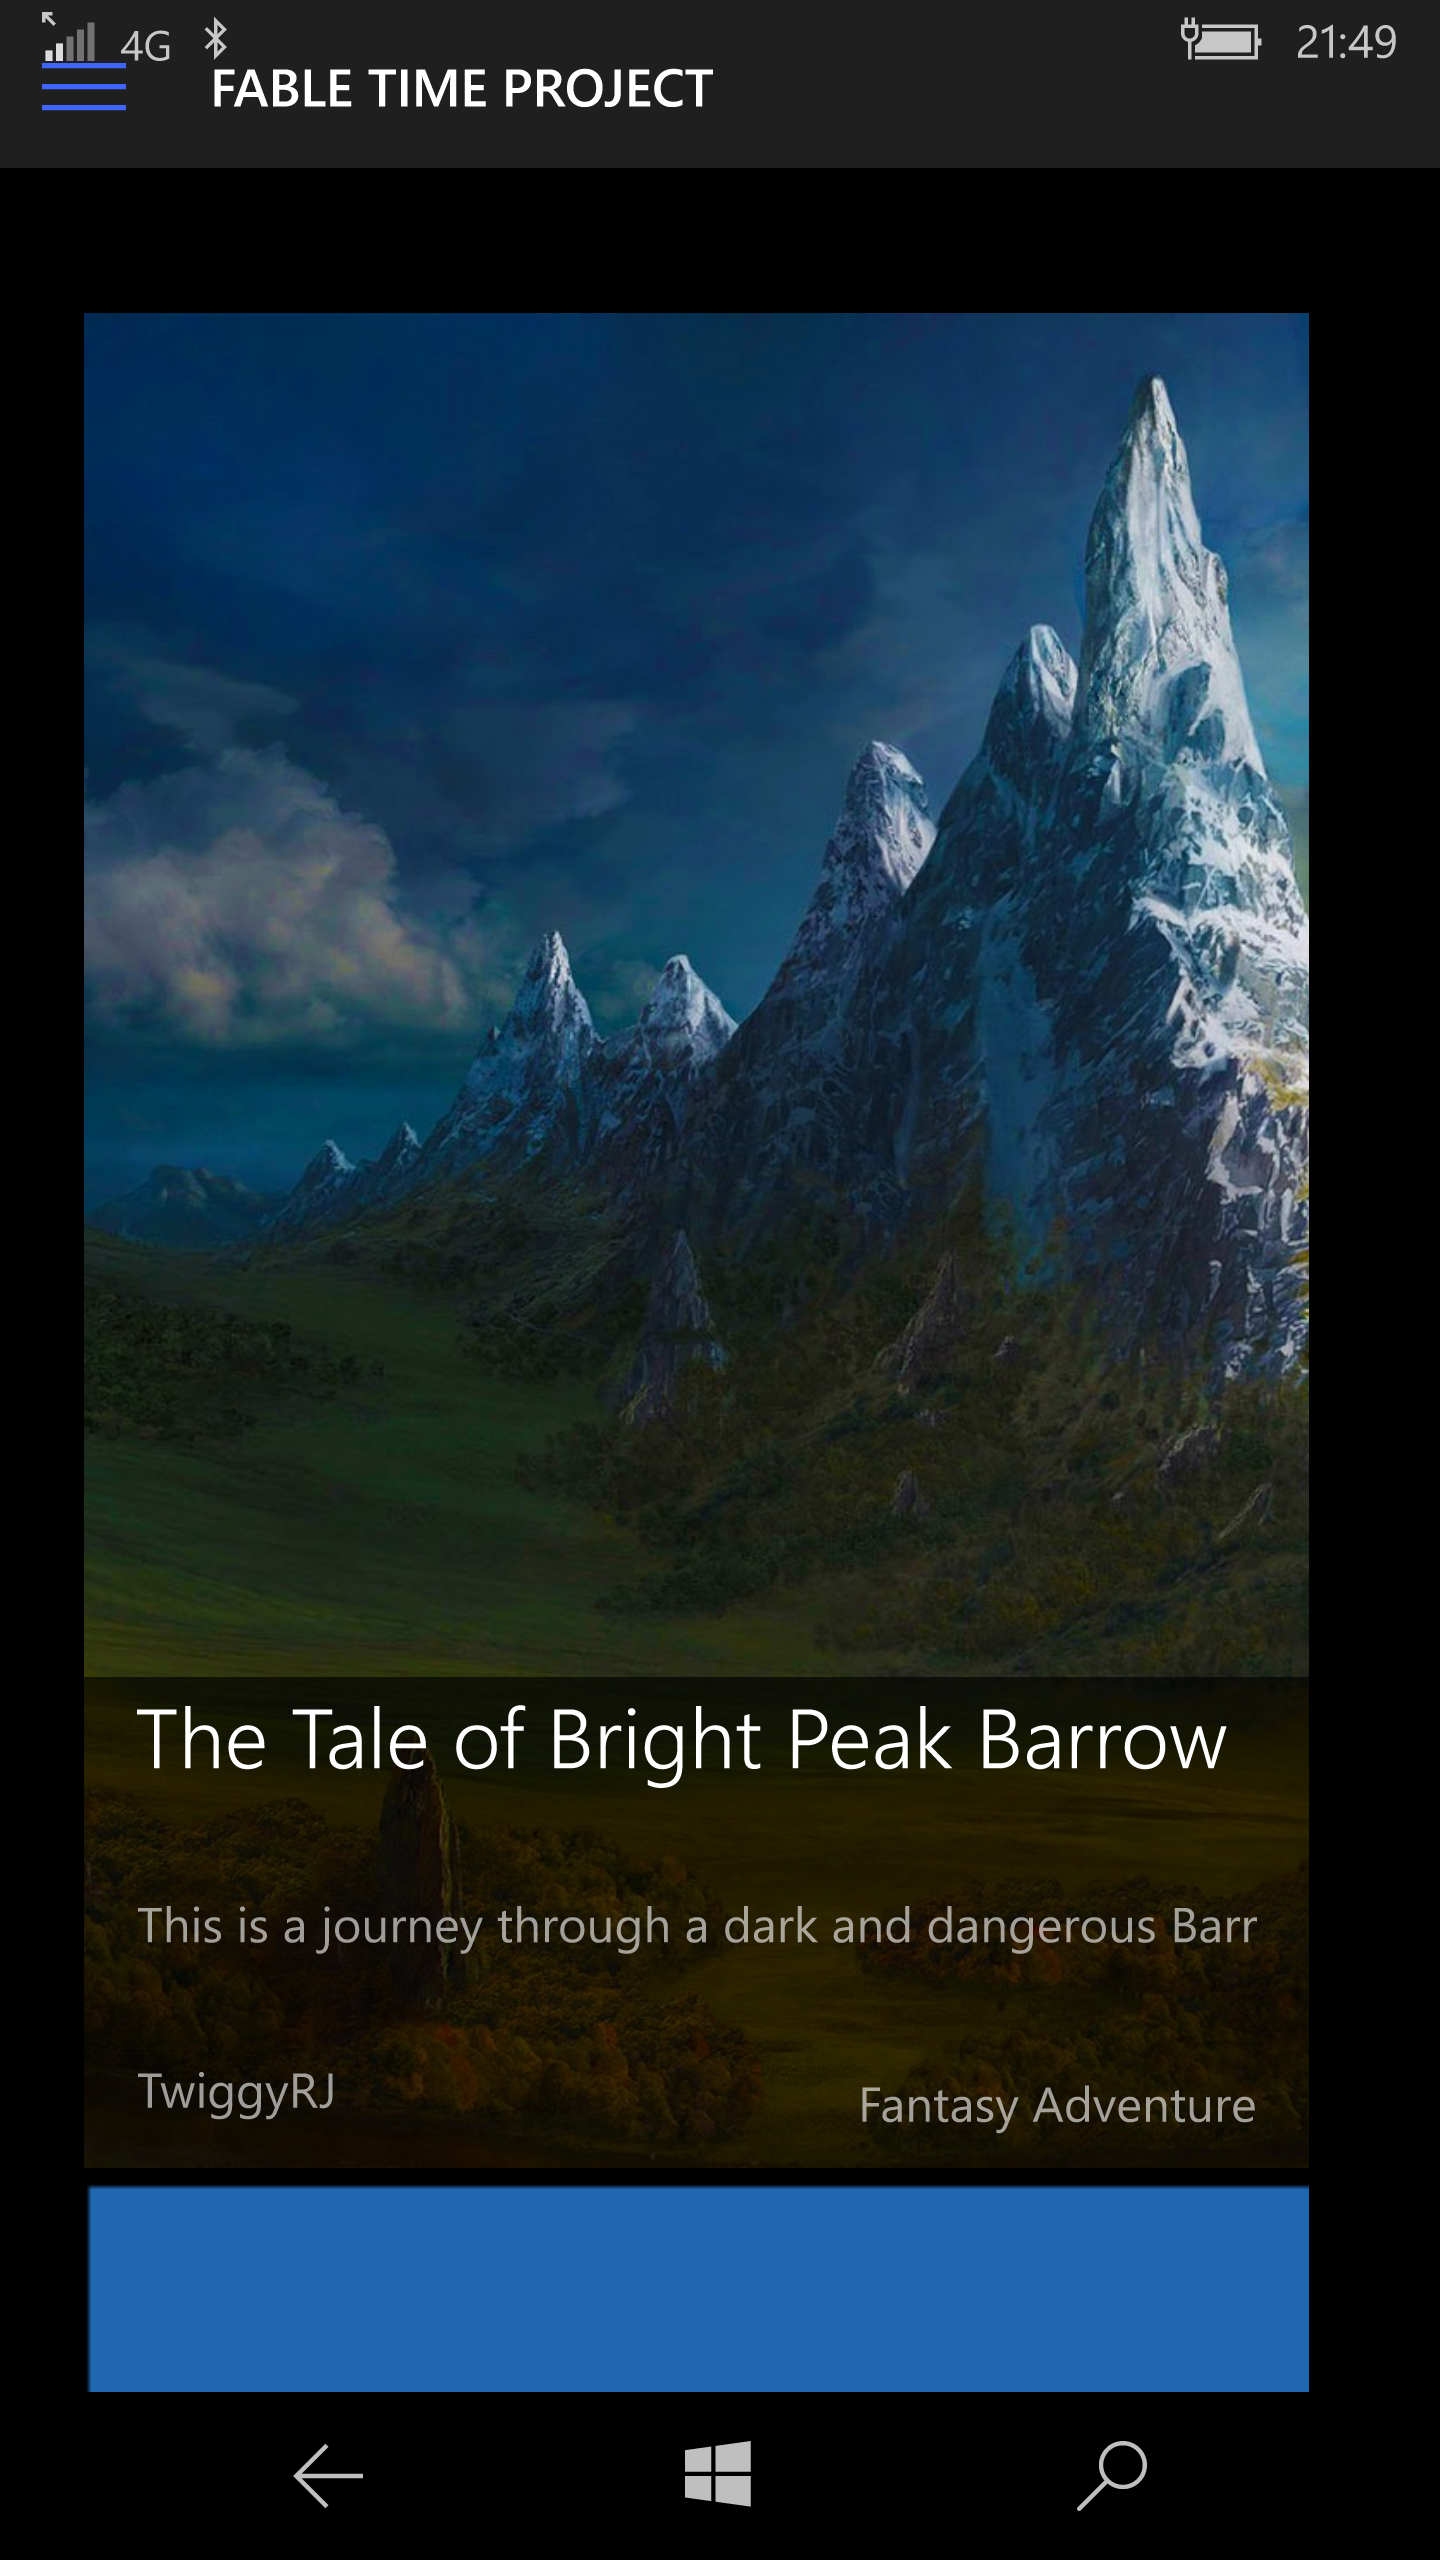 4G
21:49
FABLE TIME PROJECT
The Tale of Bright Peak Barrow
This is a journey through a dark and dangerous Barr
TwiggyRJ
Fantasy Adventure